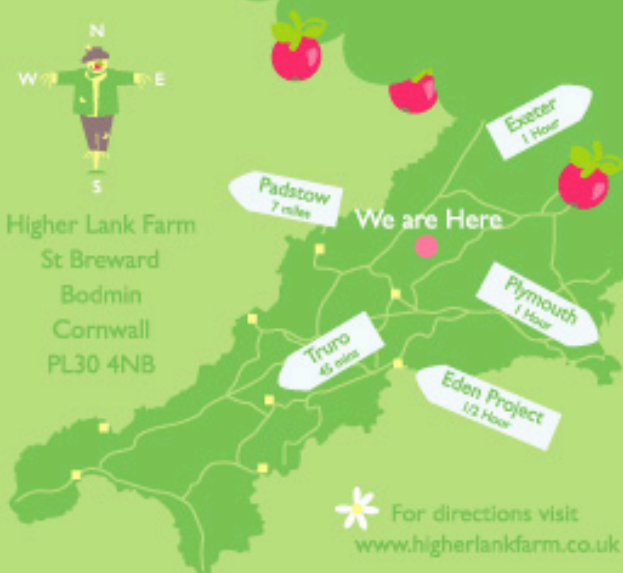 N
W E
S
Higher Lank Farm
St Breward
Bodmin
Cornwall
PL30 4NB
Exeter
1 Hour
Padstow
7 miles
We are Here
Plymouth
1 Hour
Truro
45 mins
Eden Project
1/2 Hour
For directions visit
www.higherlankfarm.co.uk